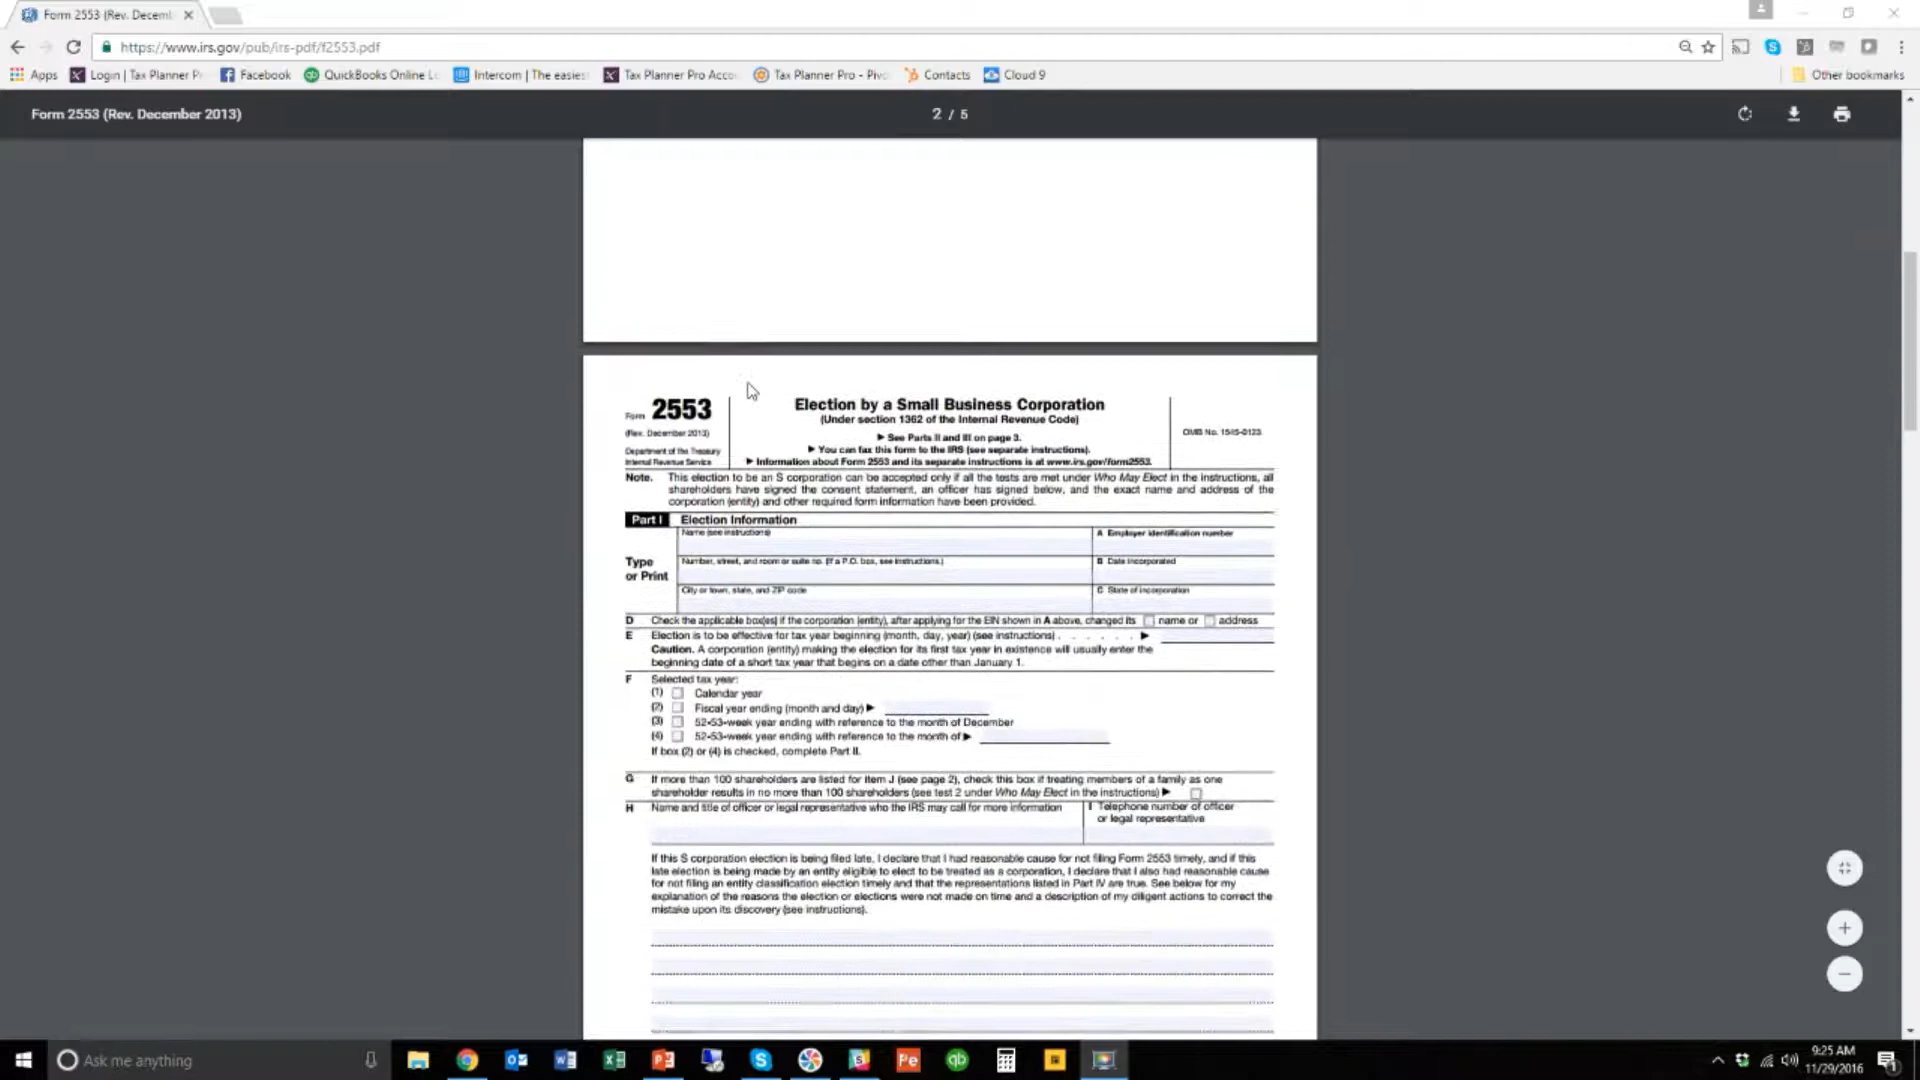 Form 2553 (Rev. Decemb
https://www.irs.gov/pub/irs-pdf/f2553.pdf
Apps Login | Tax Planner P Facebook QuickBooks Online Lo Intercom | The easies Tax Planner Pro Acco Tax Planner Pro - Piv Contacts Cloud 9 Other bookmarks
Form 2553 (Rev. December 2013) 2 / 5
Form 2553
(Rev. December 2013)
Department of the Treasury
Internal Revenue Service
Election by a Small Business Corporation
(Under section 1362 of the Internal Revenue Code)
▶ See Parts II and III on page 3.
▶ You can fax this form to the IRS (see separate instructions).
▶ Information about Form 2553 and its separate instructions is at www.irs.gov/form2553.
OMB No. 1545-0123
Note. This election to be an S corporation can be accepted only if all the tests are met under Who May Elect in the instructions, all
shareholders have signed the consent statement, an officer has signed below, and the exact name and address of the
corporation (entity) and other required form information have been provided.
Part I Election Information
Type
or Print
Name (see instructions)
A Employer identification number
Number, street, and room or suite no. (If a P.O. box, see instructions.)
B Date incorporated
City or town, state, and ZIP code
C State of incorporation
D Check the applicable box(es) if the corporation (entity), after applying for the EIN shown in A above, changed its name or address
E Election is to be effective for tax year beginning (month, day, year) (see instructions) . . . . . . ▶
Caution. A corporation (entity) making the election for its first tax year in existence will usually enter the
beginning date of a short tax year that begins on a date other than January 1.
F Selected tax year:
(1) Calendar year
(2) Fiscal year ending (month and day) ▶
(3) 52-53-week year ending with reference to the month of December
(4) 52-53-week year ending with reference to the month of ▶
If box (2) or (4) is checked, complete Part II.
G If more than 100 shareholders are listed for item J (see page 2), check this box if treating members of a family as one
shareholder results in no more than 100 shareholders (see test 2 under Who May Elect in the instructions) ▶
H Name and title of officer or legal representative who the IRS may call for more information
I Telephone number of officer
or legal representative
If this S corporation election is being filed late, I declare that I had reasonable cause for not filing Form 2553 timely, and if this
late election is being made by an entity eligible to elect to be treated as a corporation, I declare that I also had reasonable cause
for not filing an entity classification election timely and that the representations listed in Part IV are true. See below for my
explanation of the reasons the election or elections were not made on time and a description of my diligent actions to correct the
mistake upon its discovery (see instructions).
Ask me anything
9:25 AM
11/29/2016